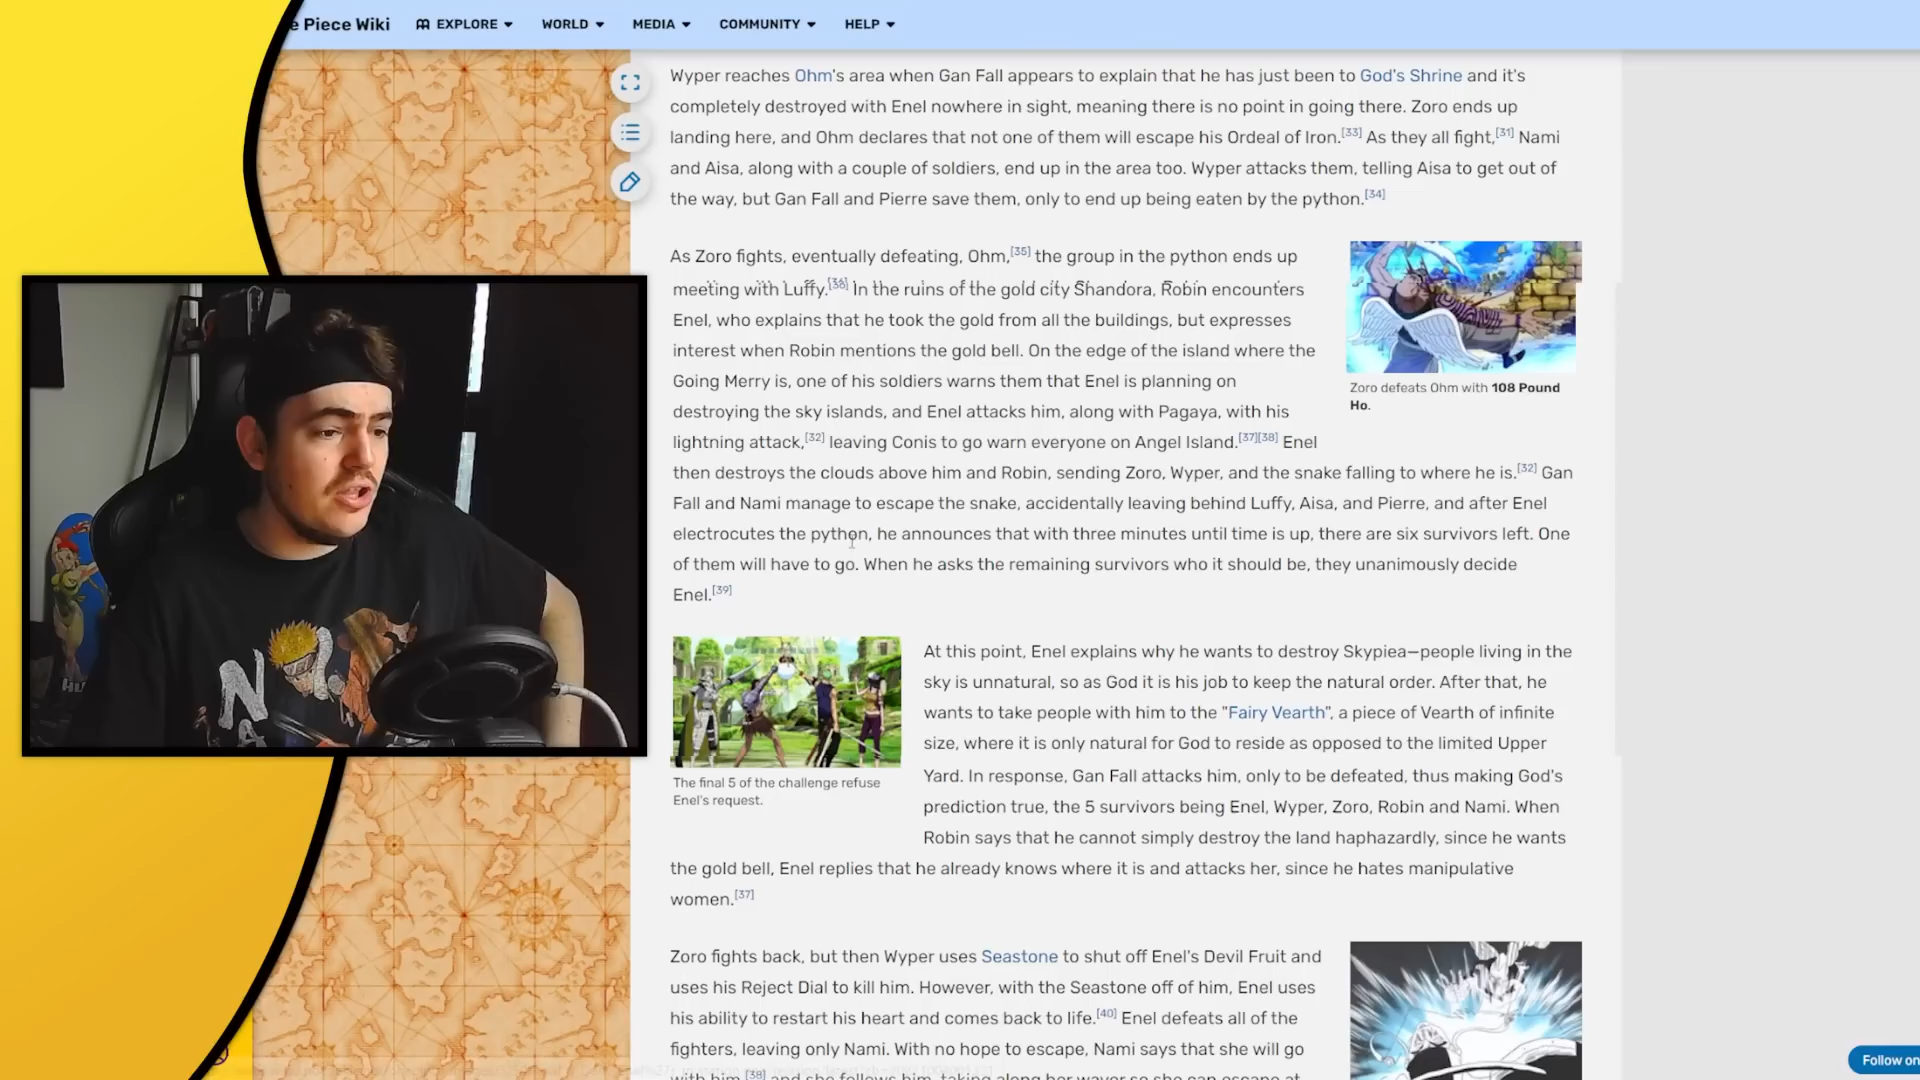 e Piece Wiki
EXPLORE
WORLD
MEDIA
COMMUNITY
HELP
Wyper reaches Ohm's area when Gan Fall appears to explain that he has just been to God's Shrine and it's
completely destroyed with Enel nowhere in sight, meaning there is no point in going there. Zoro ends up
landing here, and Ohm declares that not one of them will escape his Ordeal of Iron.[33] As they all fight,[31] Nami
and Aisa, along with a couple of soldiers, end up in the area too. Wyper attacks them, telling Aisa to get out of
the way, but Gan Fall and Pierre save them, only to end up being eaten by the python.[34]
As Zoro fights, eventually defeating, Ohm,[35] the group in the python ends up
meeting with Luffy.[36] In the ruins of the gold city Shandora, Robin encounters
Enel, who explains that he took the gold from all the buildings, but expresses
interest when Robin mentions the gold bell. On the edge of the island where the
Going Merry is, one of his soldiers warns them that Enel is planning on
destroying the sky islands, and Enel attacks him, along with Pagaya, with his
lightning attack,[32] leaving Conis to go warn everyone on Angel Island.[37][38] Enel
then destroys the clouds above him and Robin, sending Zoro, Wyper, and the snake falling to where he is.[32] Gan
Fall and Nami manage to escape the snake, accidentally leaving behind Luffy, Aisa, and Pierre, and after Enel
electrocutes the python, he announces that with three minutes until time is up, there are six survivors left. One
of them will have to go. When he asks the remaining survivors who it should be, they unanimously decide
Enel.[39]
Zoro defeats Ohm with 108 Pound
Ho.
The final 5 of the challenge refuse
Enel's request.
At this point, Enel explains why he wants to destroy Skypiea—people living in the
sky is unnatural, so as God it is his job to keep the natural order. After that, he
wants to take people with him to the "Fairy Vearth", a piece of Vearth of infinite
size, where it is only natural for God to reside as opposed to the limited Upper
Yard. In response, Gan Fall attacks him, only to be defeated, thus making God's
prediction true, the 5 survivors being Enel, Wyper, Zoro, Robin and Nami. When
Robin says that he cannot simply destroy the land haphazardly, since he wants
the gold bell, Enel replies that he already knows where it is and attacks her, since he hates manipulative
women.[37]
Zoro fights back, but then Wyper uses Seastone to shut off Enel's Devil Fruit and
uses his Reject Dial to kill him. However, with the Seastone off of him, Enel uses
his ability to restart his heart and comes back to life.[40] Enel defeats all of the
fighters, leaving only Nami. With no hope to escape, Nami says that she will go
with him,[38] and she follows him, taking along her waver so she can escape at
Follow on